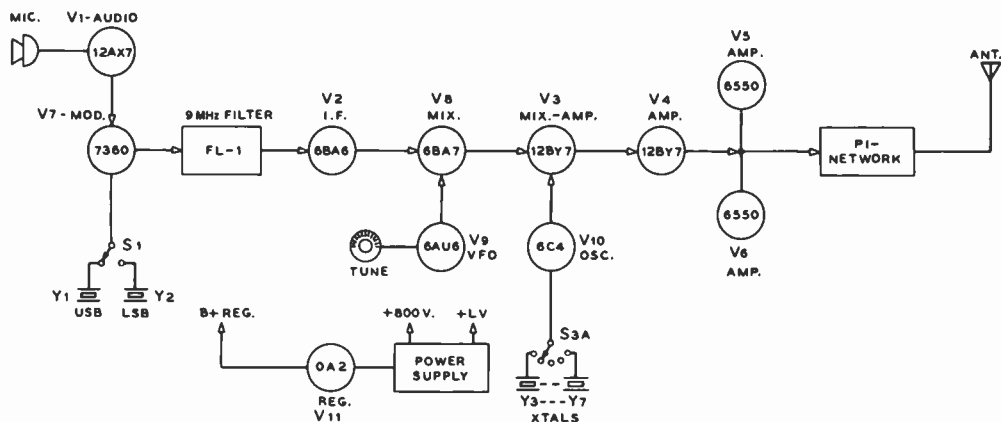 MIC.
V1-AUDIO
12AX7
V7-MOD.
7360
9 MHz FILTER
FL-1
V2
I.F.
6BA6
V8
MIX.
6BA7
V3
MIX.-AMP.
12BY7
V4
AMP.
12BY7
V5
AMP.
6550
6550
V6
AMP.
PI-
NETWORK
ANT.
S1
Y1
USB
LSB
Y2
TUNE
6AU6
V9
VFO
6C4
V10
OSC.
S3A
Y3---Y7
XTALS
B+ REG.
+800V.
+LV
0A2
REG.
V11
POWER
SUPPLY